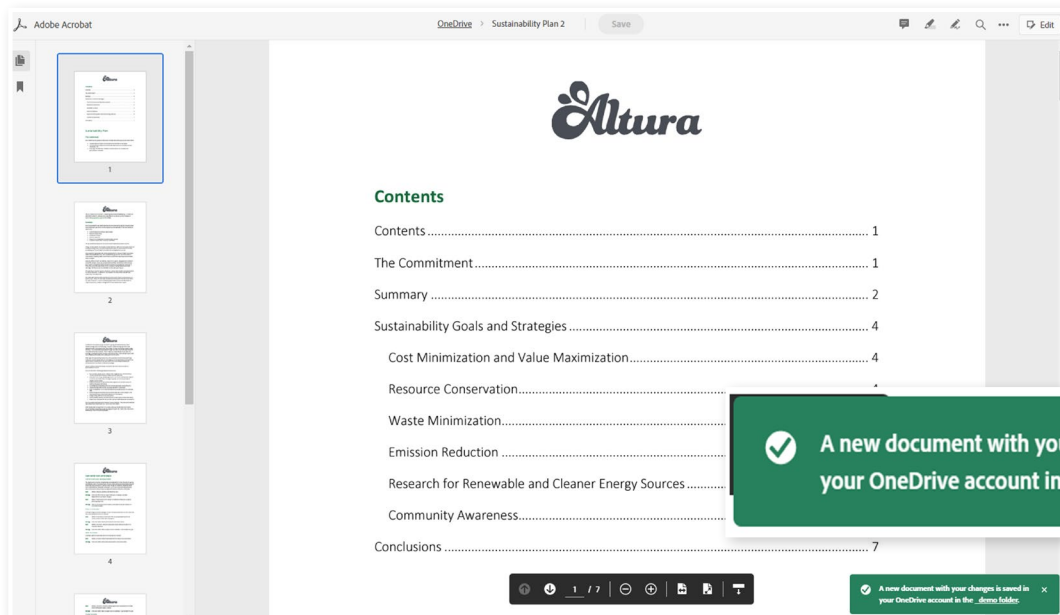 Adobe Acrobat
OneDrive > Sustainability Plan 2
Save
Edit
Altura
Contents
Contents 1
The Commitment 1
Summary 2
Sustainability Goals and Strategies 4
Cost Minimization and Value Maximization 4
Resource Conservation
Waste Minimization
Emission Reduction
Research for Renewable and Cleaner Energy Sources
Community Awareness
Conclusions 7
1
2
3
4
A new document with
your OneDrive account in
1 / 7
A new document with your changes is saved in
your OneDrive account in the demo folder.